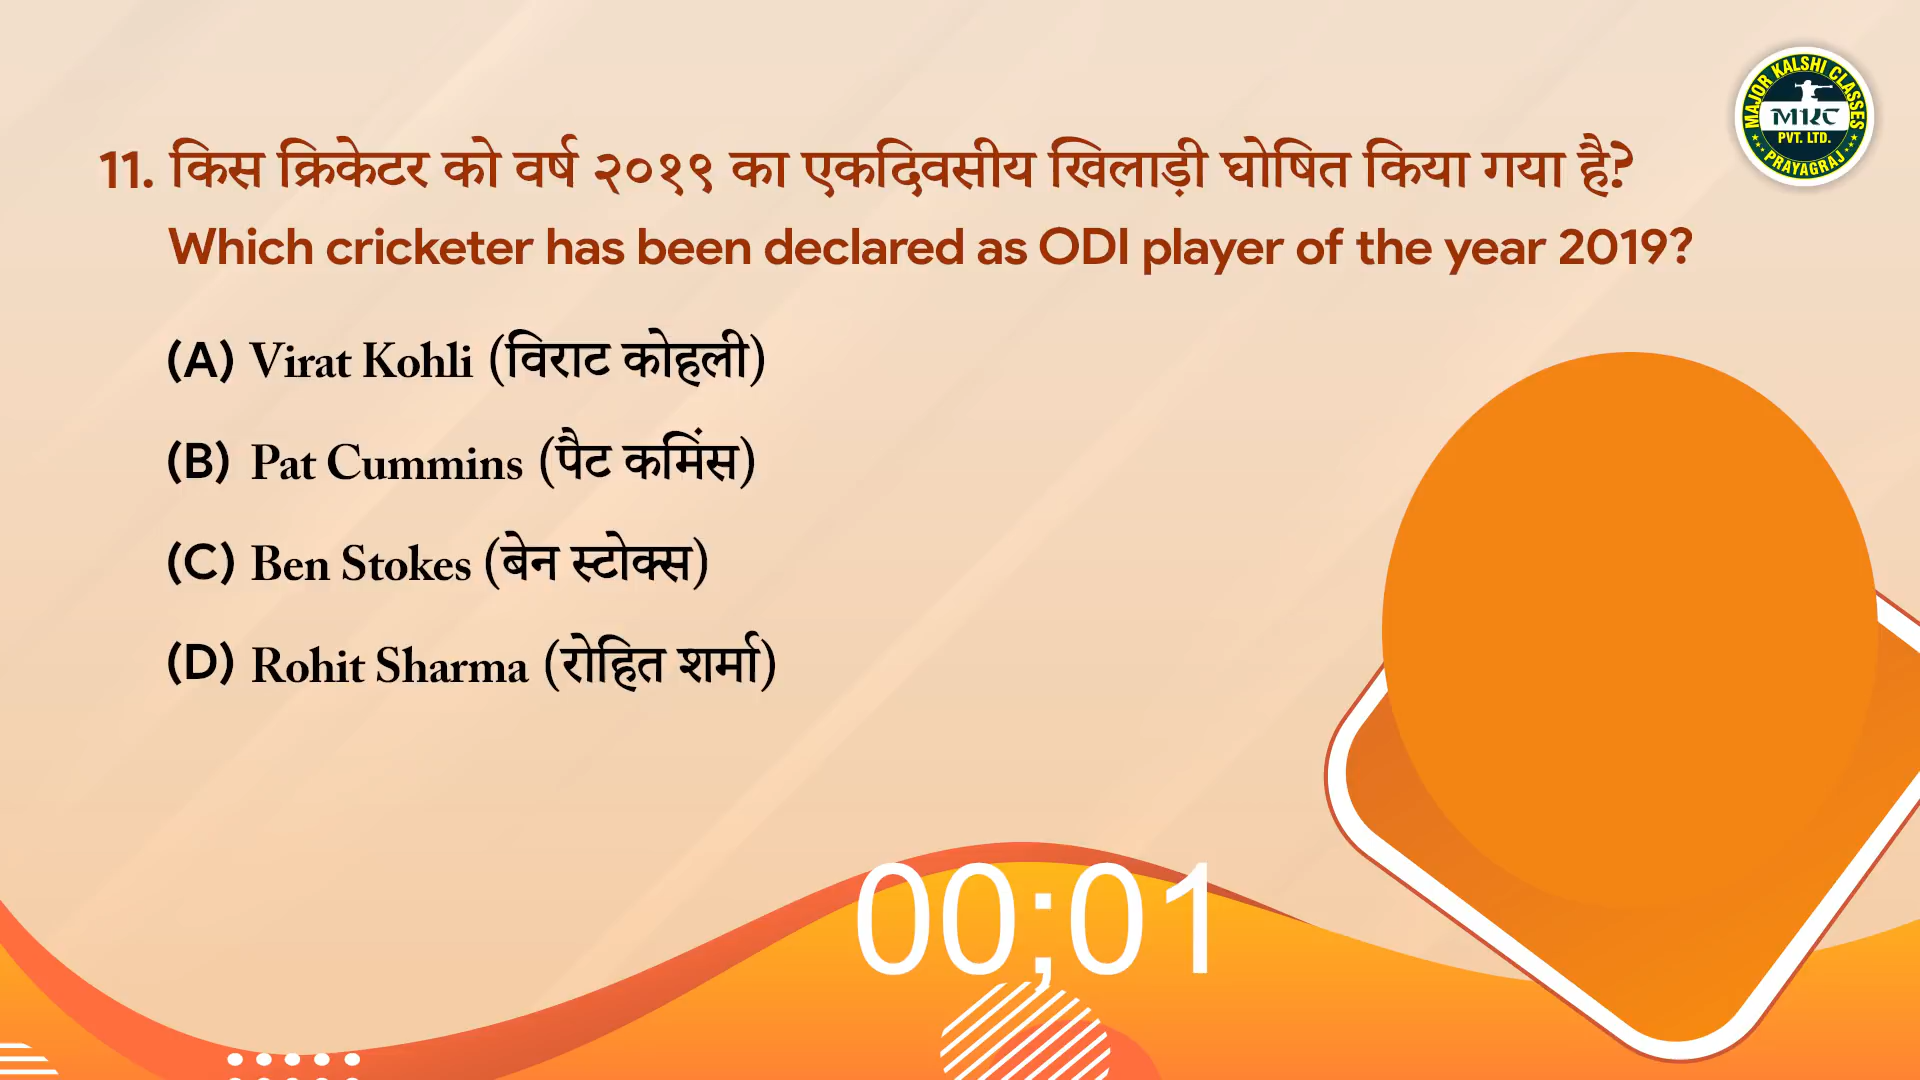 11. किस क्रिकेटर को वर्ष २०१९ का एकदिवसीय खिलाड़ी घोषित किया गया है?
Which cricketer has been declared as ODI player of the year 2019?
(A) Virat Kohli (विराट कोहली)
(B) Pat Cummins (पैट कमिंस)
(C) Ben Stokes (बेन स्टोक्स)
(D) Rohit Sharma (रोहित शर्मा)
00;01
MAJOR KALSHI CLASSES
MKC
PVT. LTD.
PRAYAGRAJ